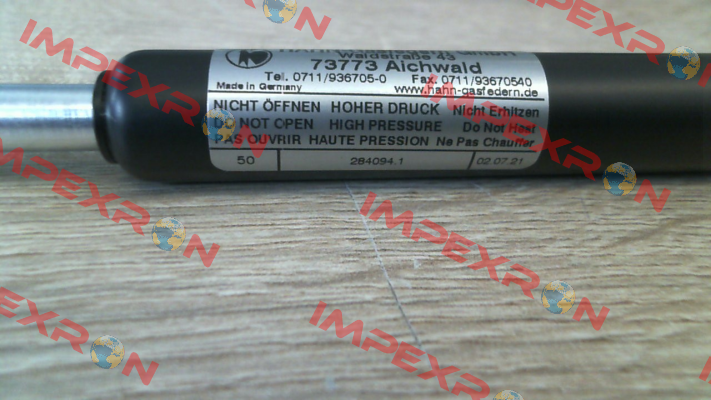 Waldstraße 43
73773 Aichwald
Tel. 0711/936705-0 Fax. 0711/93670540
Made in Germany www.hahn-gasfedern.de
NICHT ÖFFNEN HOHER DRUCK Nicht Erhitzen
DO NOT OPEN HIGH PRESSURE Do Not Heat
PAS OUVRIR HAUTE PRESSION Ne Pas Chauffer
50 284094.1 02.07.21
IMPEXRON
IMPEXRON
IMPEXRON
IMPEXRON
IMPEXRON
IMPEXRON